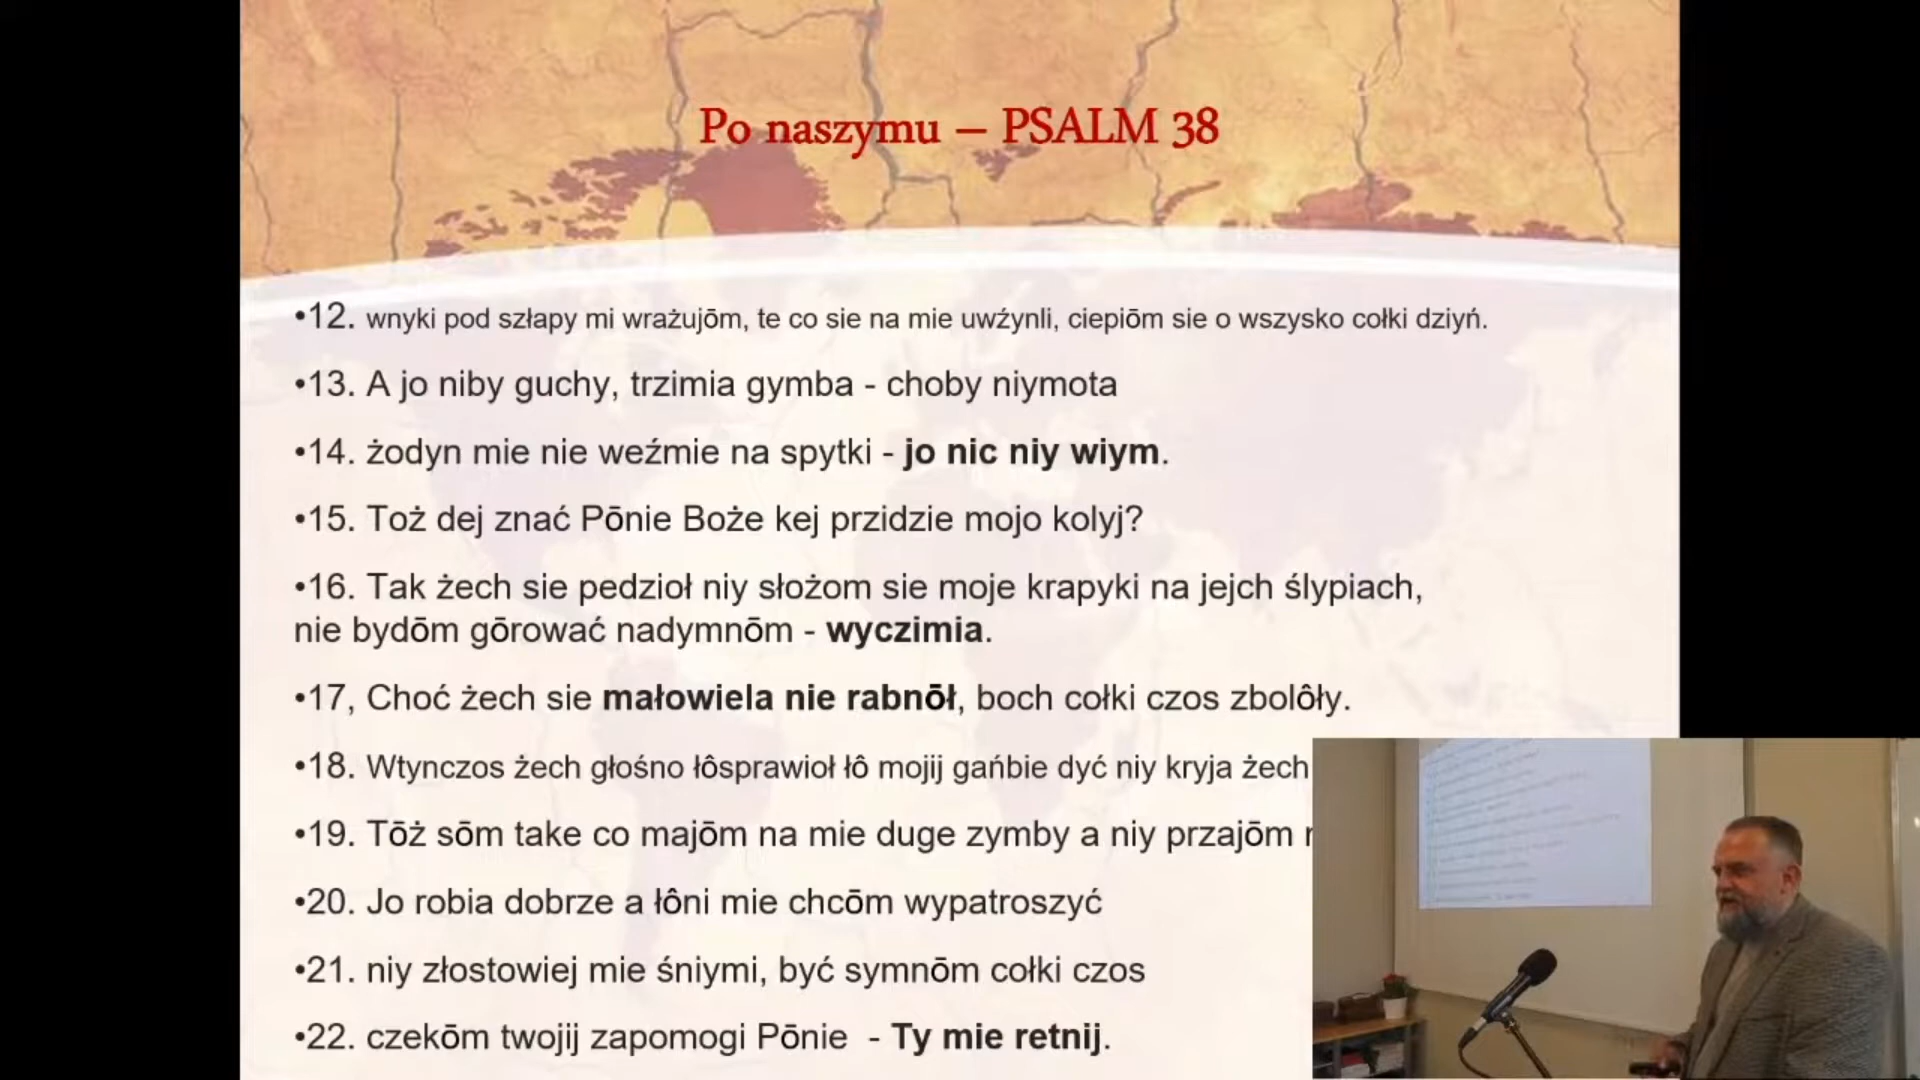 Po naszymu – PSALM 38
•12. wnyki pod szłapy mi wrażujōm, te co sie na mie uwźynli, ciepiōm sie o wszysko cołki dziyń.
•13. A jo niby guchy, trzimia gymba - choby niymota
•14. żodyn mie nie weźmie na spytki - jo nic niy wiym.
•15. Toż dej znać Pōnie Boże kej przidzie mojo kolyj?
•16. Tak żech sie pedzioł niy słożom sie moje krapyki na jejch ślypiach,
nie bydōm gōrować nadymnōm - wyczimia.
•17, Choć żech sie małowiela nie rabnōł, boch cołki czos zbolôły.
•18. Wtynczos żech głośno łôsprawioł łô mojij gańbie dyć niy kryja żech
•19. Tōż sōm take co majōm na mie duge zymby a niy przajōm
•20. Jo robia dobrze a łôni mie chcōm wypatroszyć
•21. niy złostowiej mie śniymi, być symnōm cołki czos
•22. czekōm twojij zapomogi Pōnie - Ty mie retnij.